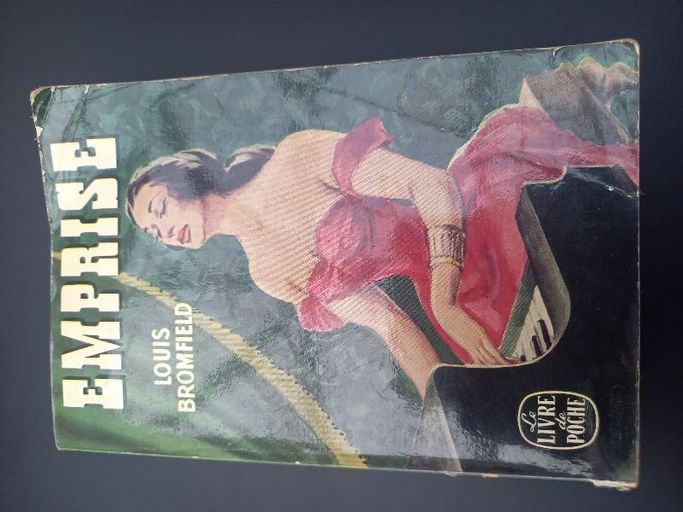 EMPRISE
LOUIS
BROMFIELD
Le
LIVRE
de
POCHE